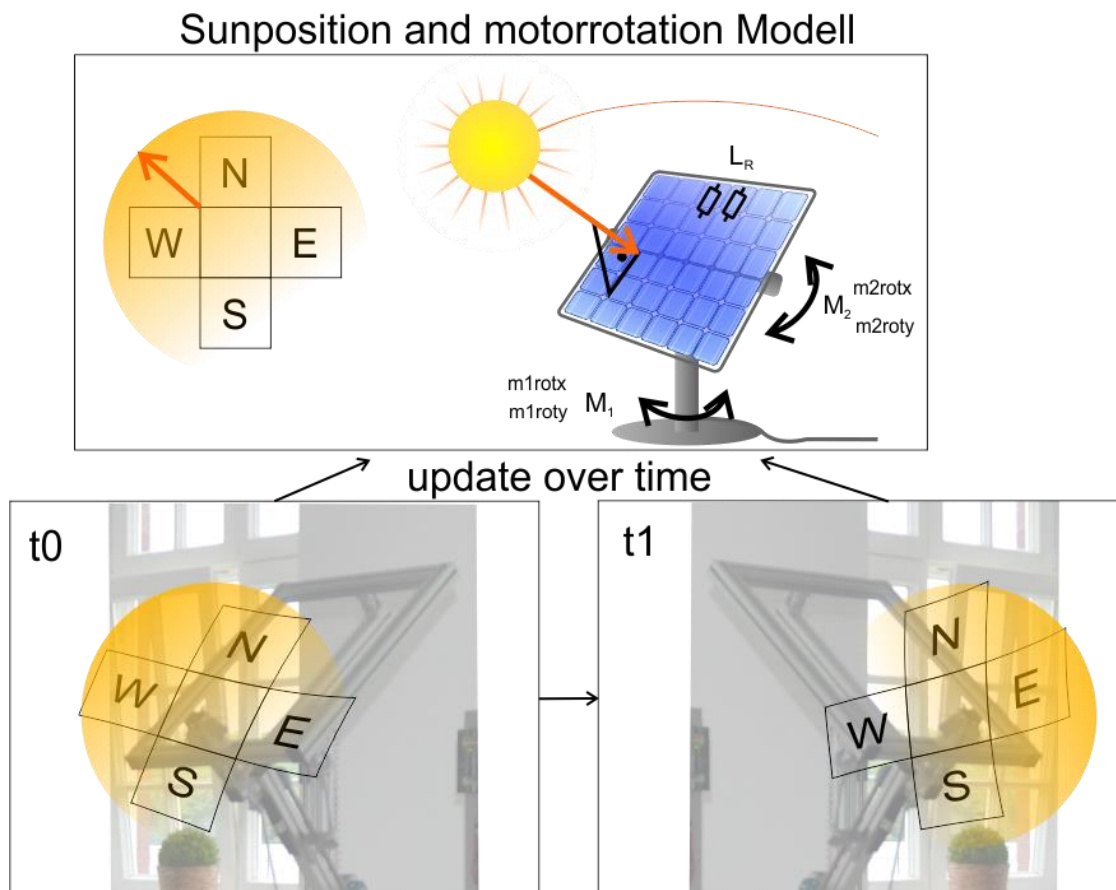 Sunposition and motorrotation Modell
N
W E
S
L_R
M_2 m2rotx
m2roty
m1rotx
m1roty M_1
update over time
t0
N
W
E
S
t1
N
E
W
S